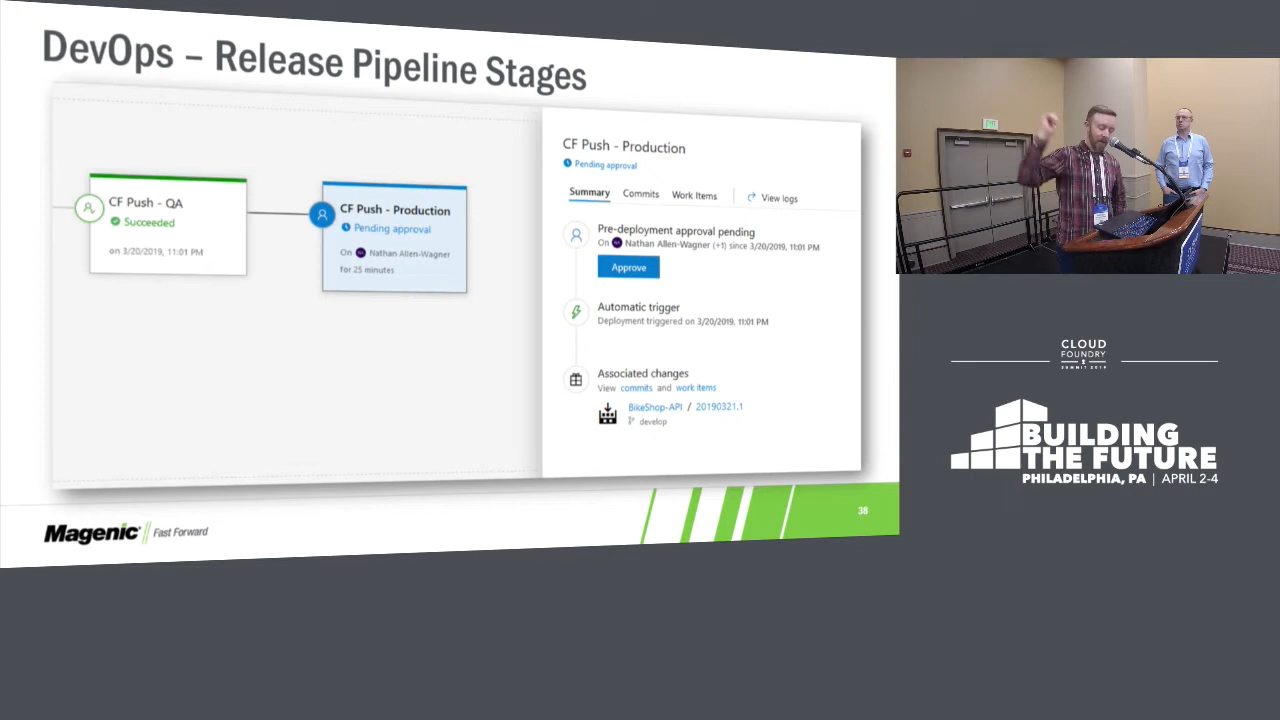 DevOps – Release Pipeline Stages
CF Push - QA
Succeeded
on 3/20/2019, 11:01 PM
CF Push - Production
Pending approval
On Nathan Allen-Wagner
for 25 minutes
CF Push - Production
Pending approval
Summary Commits Work Items View logs
Pre-deployment approval pending
On Nathan Allen-Wagner (+1) since 3/20/2019, 11:01 PM
Approve
Automatic trigger
Deployment triggered on 3/20/2019, 11:01 PM
Associated changes
View commits and work items
BikeShop-API / 20190321.1
develop
Magenic Fast Forward
38
EXIT
CLOUD
FOUNDRY
SUMMIT 2019
BUILDING
THE FUTURE
PHILADELPHIA, PA | APRIL 2-4